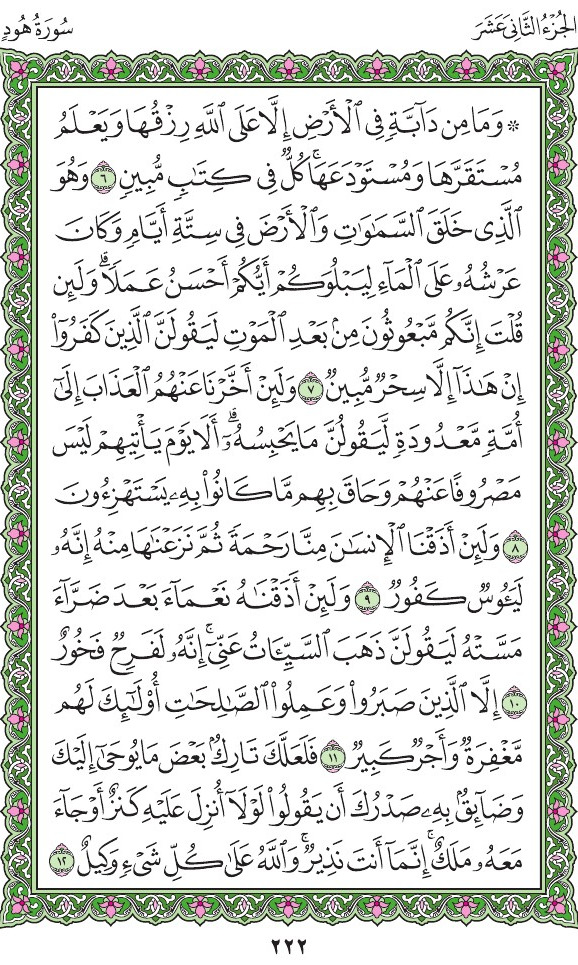 الجُزْءُ الثَّانِي عَشَرَ
سُورَةُ هُودٍ
* وَمَا مِن دَآبَّةٍ فِي ٱلْأَرْضِ إِلَّا عَلَى ٱللَّهِ رِزْقُهَا وَيَعْلَمُ
مُسْتَقَرَّهَا وَمُسْتَوْدَعَهَاۚ كُلٌّ فِي كِتَٰبٍ مُّبِينٍ ٦ وَهُوَ
ٱلَّذِي خَلَقَ ٱلسَّمَٰوَٰتِ وَٱلْأَرْضَ فِي سِتَّةِ أَيَّامٍ وَكَانَ
عَرْشُهُۥ عَلَى ٱلْمَآءِ لِيَبْلُوَكُمْ أَيُّكُمْ أَحْسَنُ عَمَلًاۗ وَلَئِن
قُلْتَ إِنَّكُم مَّبْعُوثُونَ مِنۢ بَعْدِ ٱلْمَوْتِ لَيَقُولَنَّ ٱلَّذِينَ كَفَرُوٓا۟
إِنْ هَٰذَآ إِلَّا سِحْرٌ مُّبِينٌ ٧ وَلَئِنْ أَخَّرْنَا عَنْهُمُ ٱلْعَذَابَ إِلَىٰٓ
أُمَّةٍ مَّعْدُودَةٍ لَّيَقُولُنَّ مَا يَحْبِسُهُۥٓۗ أَلَا يَوْمَ يَأْتِيهِمْ لَيْسَ
مَصْرُوفًا عَنْهُمْ وَحَاقَ بِهِم مَّا كَانُوا۟ بِهِۦ يَسْتَهْزِءُونَ
٨ وَلَئِنْ أَذَقْنَا ٱلْإِنسَٰنَ مِنَّا رَحْمَةً ثُمَّ نَزَعْنَٰهَا مِنْهُ إِنَّهُۥ
لَيَـُٔوسٌ كَفُورٌ ٩ وَلَئِنْ أَذَقْنَٰهُ نَعْمَآءَ بَعْدَ ضَرَّآءَ
مَسَّتْهُ لَيَقُولَنَّ ذَهَبَ ٱلسَّيِّـَٔاتُ عَنِّيٓۚ إِنَّهُۥ لَفَرِحٌ فَخُورٌ
١٠ إِلَّا ٱلَّذِينَ صَبَرُوا۟ وَعَمِلُوا۟ ٱلصَّٰلِحَٰتِ أُو۟لَٰٓئِكَ لَهُم
مَّغْفِرَةٌ وَأَجْرٌ كَبِيرٌ ١١ فَلَعَلَّكَ تَارِكٌۢ بَعْضَ مَا يُوحَىٰٓ إِلَيْكَ
وَضَآئِقٌۢ بِهِۦ صَدْرُكَ أَن يَقُولُوا۟ لَوْلَآ أُنزِلَ عَلَيْهِ كَنزٌ أَوْ جَآءَ
مَعَهُۥ مَلَكٌۚ إِنَّمَآ أَنتَ نَذِيرٌۚ وَٱللَّهُ عَلَىٰ كُلِّ شَيْءٍ وَكِيلٌ ١٢
٢٢٢